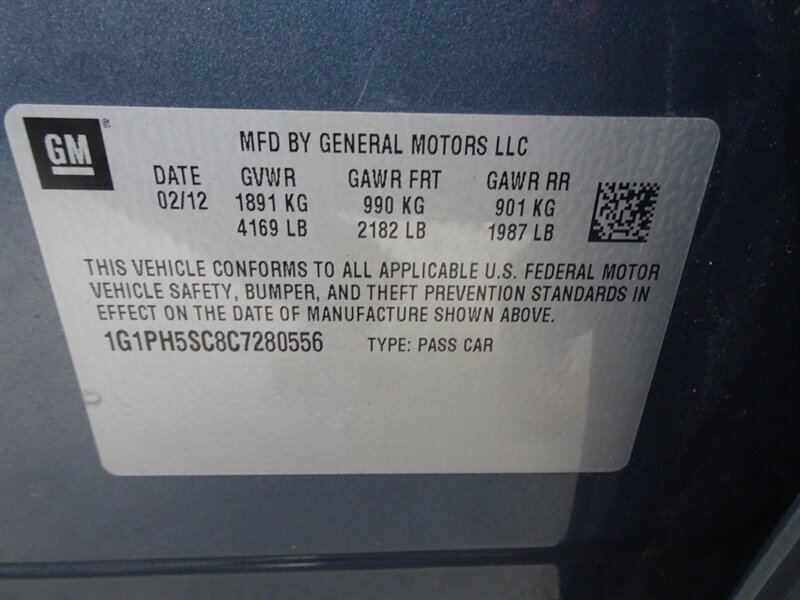 GM®
MFD BY GENERAL MOTORS LLC
DATE GVWR GAWR FRT GAWR RR
02/12 1891 KG 990 KG 901 KG
4169 LB 2182 LB 1987 LB
THIS VEHICLE CONFORMS TO ALL APPLICABLE U.S. FEDERAL MOTOR
VEHICLE SAFETY, BUMPER, AND THEFT PREVENTION STANDARDS IN
EFFECT ON THE DATE OF MANUFACTURE SHOWN ABOVE.
1G1PH5SC8C7280556 TYPE: PASS CAR